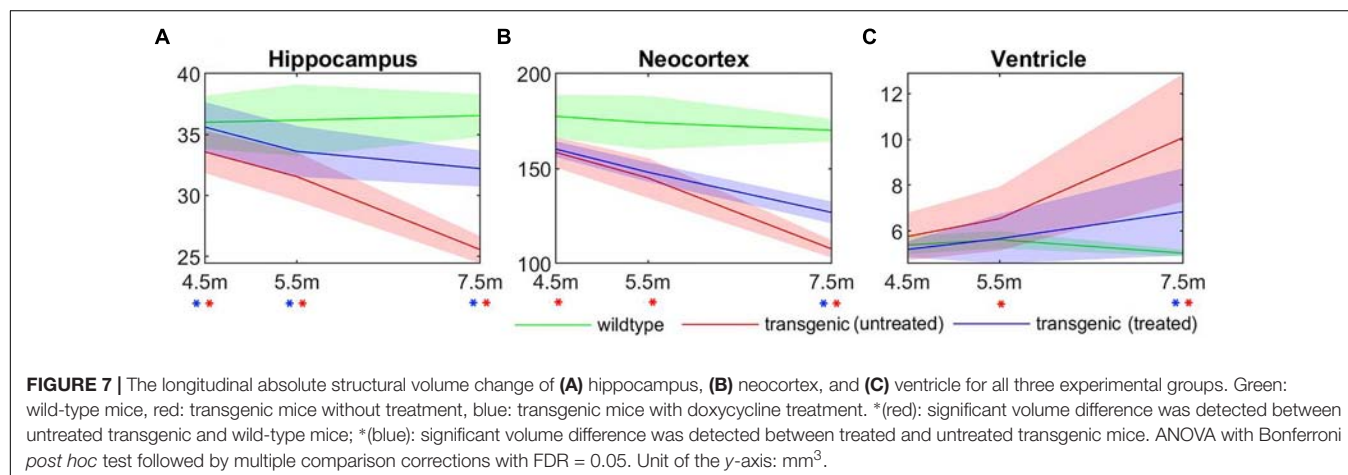 A B C
Hippocampus Neocortex Ventricle
40 200 12
35 10
150 8
30
6
25 100
4.5m 5.5m 7.5m 4.5m 5.5m 7.5m 4.5m 5.5m 7.5m
* * * * * * * * * * * * *
wildtype transgenic (untreated) transgenic (treated)
FIGURE 7 | The longitudinal absolute structural volume change of (A) hippocampus, (B) neocortex, and (C) ventricle for all three experimental groups. Green:
wild-type mice, red: transgenic mice without treatment, blue: transgenic mice with doxycycline treatment. *(red): significant volume difference was detected between
untreated transgenic and wild-type mice; *(blue): significant volume difference was detected between treated and untreated transgenic mice. ANOVA with Bonferroni
post hoc test followed by multiple comparison corrections with FDR = 0.05. Unit of the y-axis: mm³.